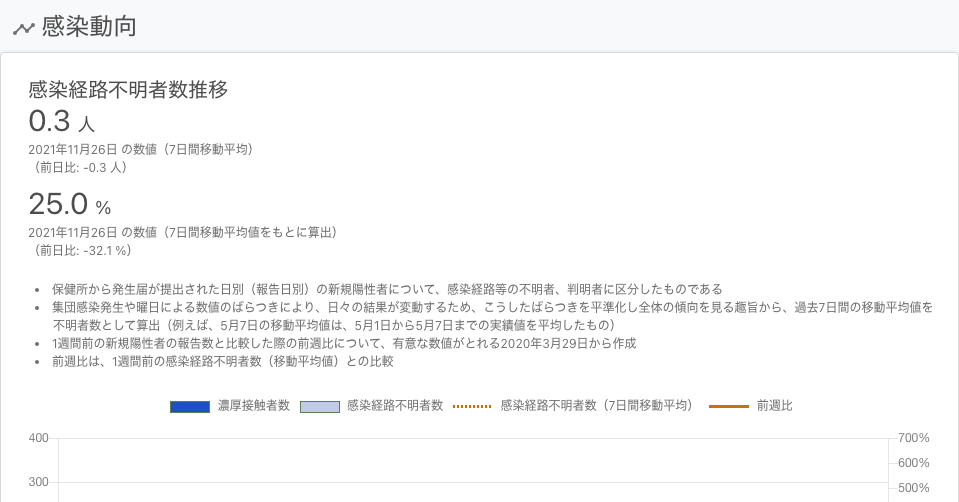 感染動向
感染経路不明者数推移
0.3 人
2021年11月26日 の数値（7日間移動平均）
（前日比: -0.3 人）
25.0 %
2021年11月26日 の数値（7日間移動平均値をもとに算出）
（前日比: -32.1 %）
• 保健所から発生届が提出された日別（報告日別）の新規陽性者について、感染経路等の不明者、判明者に区分したものである
• 集団感染発生や曜日による数値のばらつきにより、日々の結果が変動するため、こうしたばらつきを平準化し全体の傾向を見る趣旨から、過去7日間の移動平均値を
不明者数として算出（例えば、5月7日の移動平均値は、5月1日から5月7日までの実績値を平均したもの）
• 1週間前の新規陽性者の報告数と比較した際の前週比について、有意な数値がとれる2020年3月29日から作成
• 前週比は、1週間前の感染経路不明者数（移動平均値）との比較
濃厚接触者数 感染経路不明者数 感染経路不明者数（7日間移動平均） 前週比
400 700%
600%
300 500%